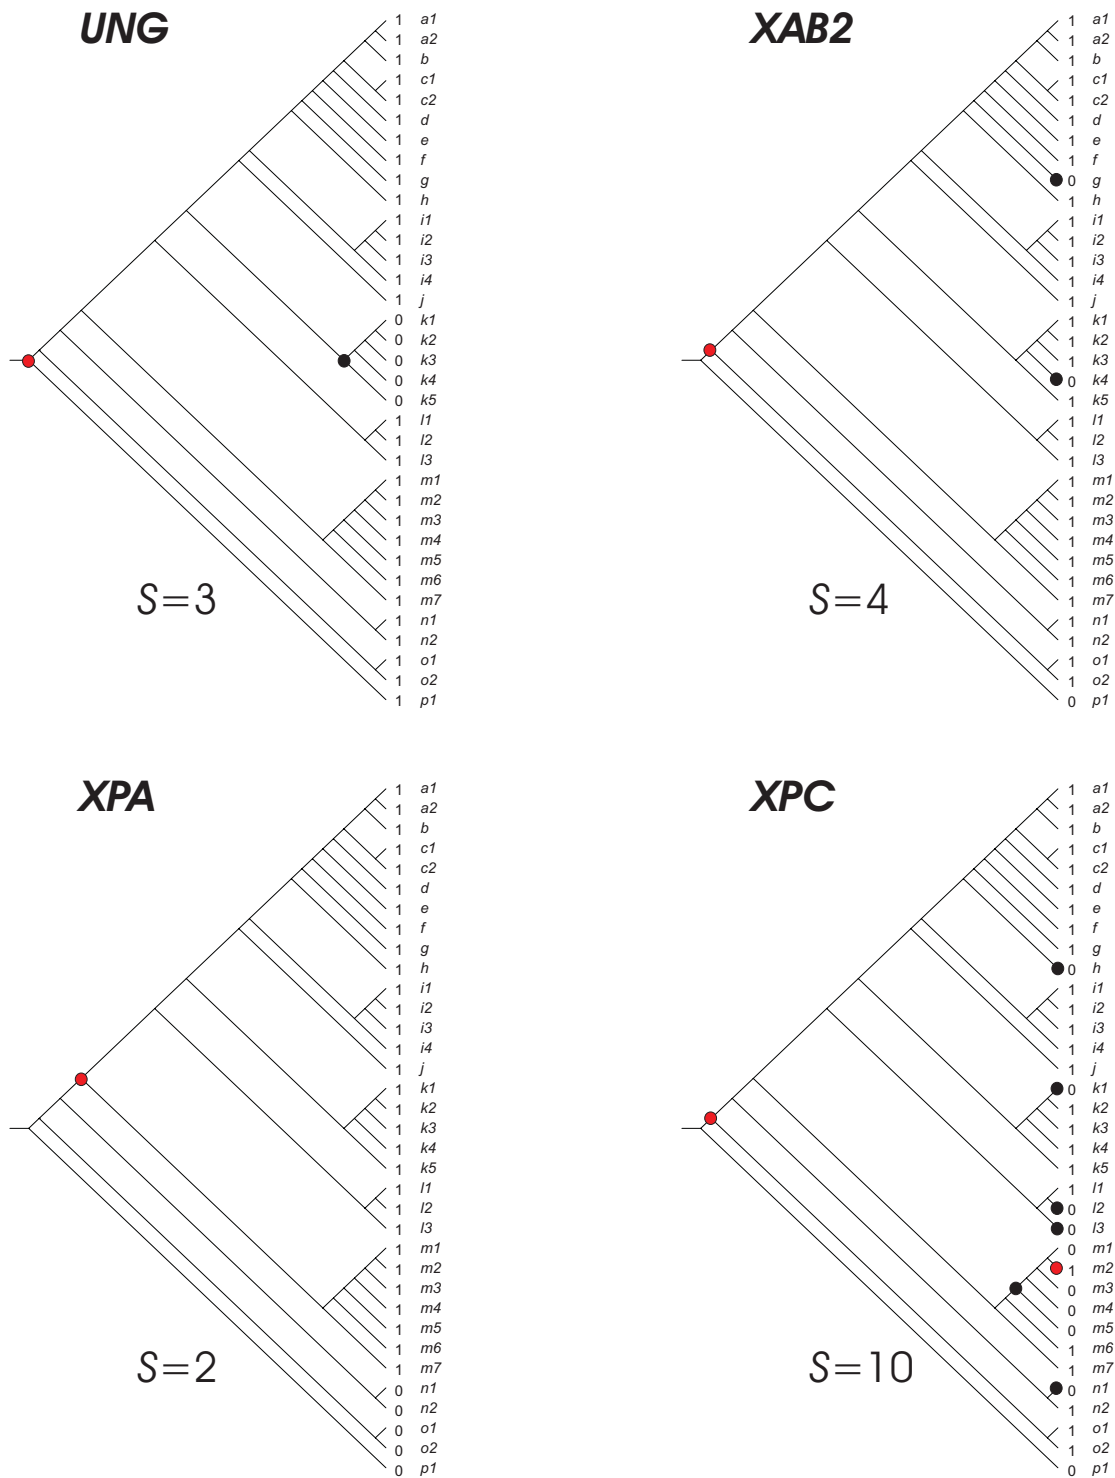 UNG
1 a1
1 a2
1 b
1 c1
1 c2
1 d
1 e
1 f
1 g
1 h
1 i1
1 i2
1 i3
1 i4
1 j
0 k1
0 k2
0 k3
0 k4
0 k5
1 l1
1 l2
1 l3
1 m1
1 m2
1 m3
1 m4
1 m5
1 m6
1 m7
1 n1
1 n2
1 o1
1 o2
1 p1
S=3
XAB2
1 a1
1 a2
1 b
1 c1
1 c2
1 d
1 e
1 f
0 g
1 h
1 i1
1 i2
1 i3
1 i4
1 j
1 k1
1 k2
1 k3
0 k4
1 k5
1 l1
1 l2
1 l3
1 m1
1 m2
1 m3
1 m4
1 m5
1 m6
1 m7
1 n1
1 n2
1 o1
1 o2
0 p1
S=4
XPA
1 a1
1 a2
1 b
1 c1
1 c2
1 d
1 e
1 f
1 g
1 h
1 i1
1 i2
1 i3
1 i4
1 j
1 k1
1 k2
1 k3
1 k4
1 k5
1 l1
1 l2
1 l3
1 m1
1 m2
1 m3
1 m4
1 m5
1 m6
1 m7
0 n1
0 n2
0 o1
0 o2
0 p1
S=2
XPC
1 a1
1 a2
1 b
1 c1
1 c2
1 d
1 e
1 f
1 g
0 h
1 i1
1 i2
1 i3
1 i4
1 j
0 k1
1 k2
1 k3
1 k4
1 k5
1 l1
0 l2
0 l3
0 m1
1 m2
0 m3
0 m4
0 m5
1 m6
1 m7
0 n1
1 n2
1 o1
1 o2
0 p1
S=10